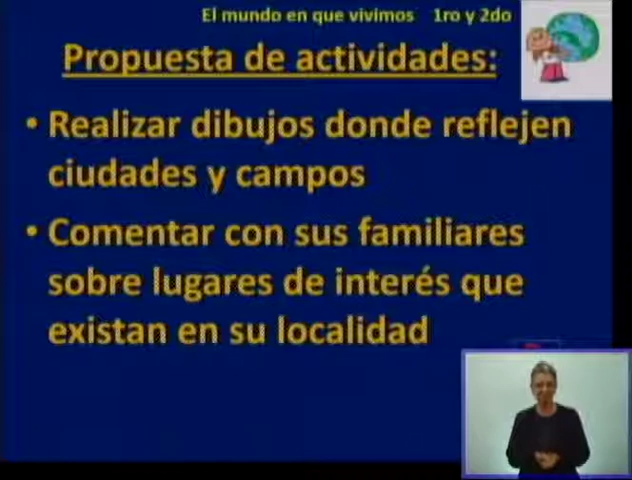 El mundo en que vivimos 1ro y 2do
Propuesta de actividades:
• Realizar dibujos donde reflejen
ciudades y campos
• Comentar con sus familiares
sobre lugares de interés que
existan en su localidad